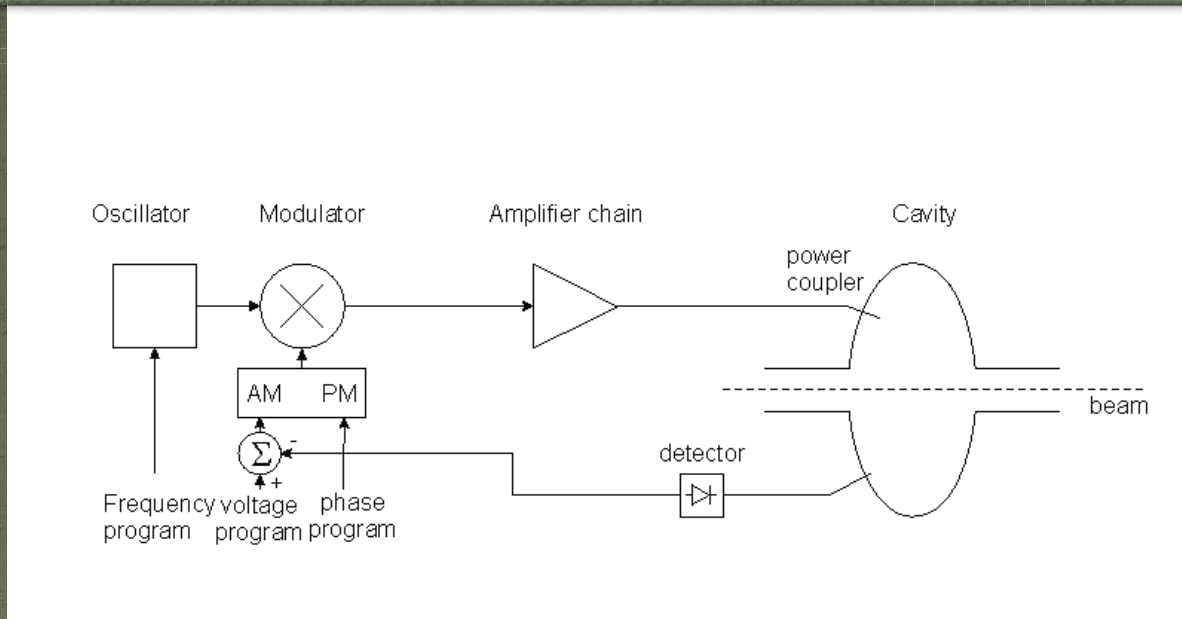 Oscillator
Modulator
Amplifier chain
Cavity
power
coupler
AM
PM
beam
Σ
-
+
detector
Frequency
program
voltage
program
phase
program